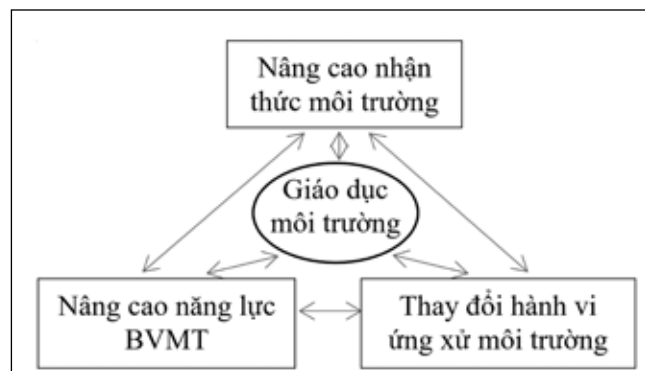 Nâng cao nhận
thức môi trường
Giáo dục
môi trường
Nâng cao năng lực
BVMT
Thay đổi hành vi
ứng xử môi trường